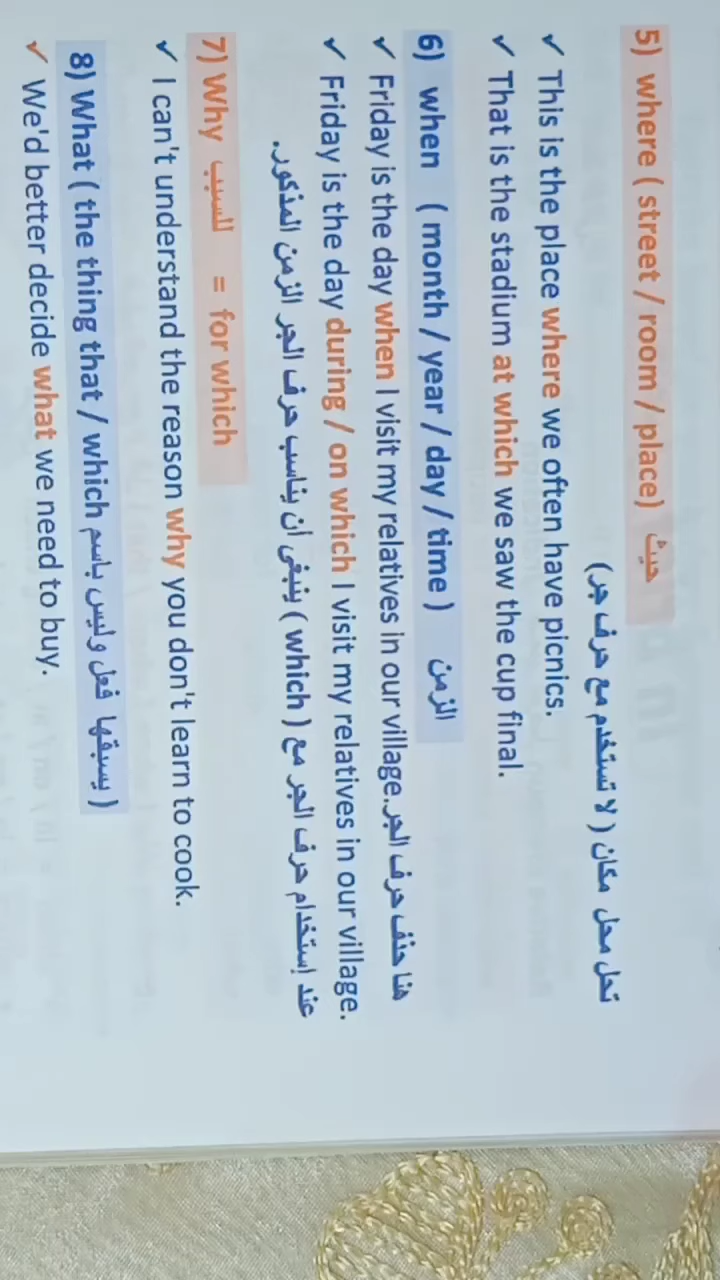 5) where ( street / room / place) حيث
تحل محل مكان ( لا تستخدم مع حرف جر)
✓ This is the place where we often have picnics.
✓ That is the stadium at which we saw the cup final.
6) when ( month / year / day / time ) الزمن
✓ Friday is the day when I visit my relatives in our village. هنا حذف حرف الجر
✓ Friday is the day during / on which I visit my relatives in our village.
عند إستخدام حرف الجر مع ( which ) ينبغى أن يناسب حرف الجر الزمن المذكور.
7) Why للسبب = for which
✓ I can't understand the reason why you don't learn to cook.
8) What ( the thing that / which يسبقها فعل وليس باسم )
✓ We'd better decide what we need to buy.